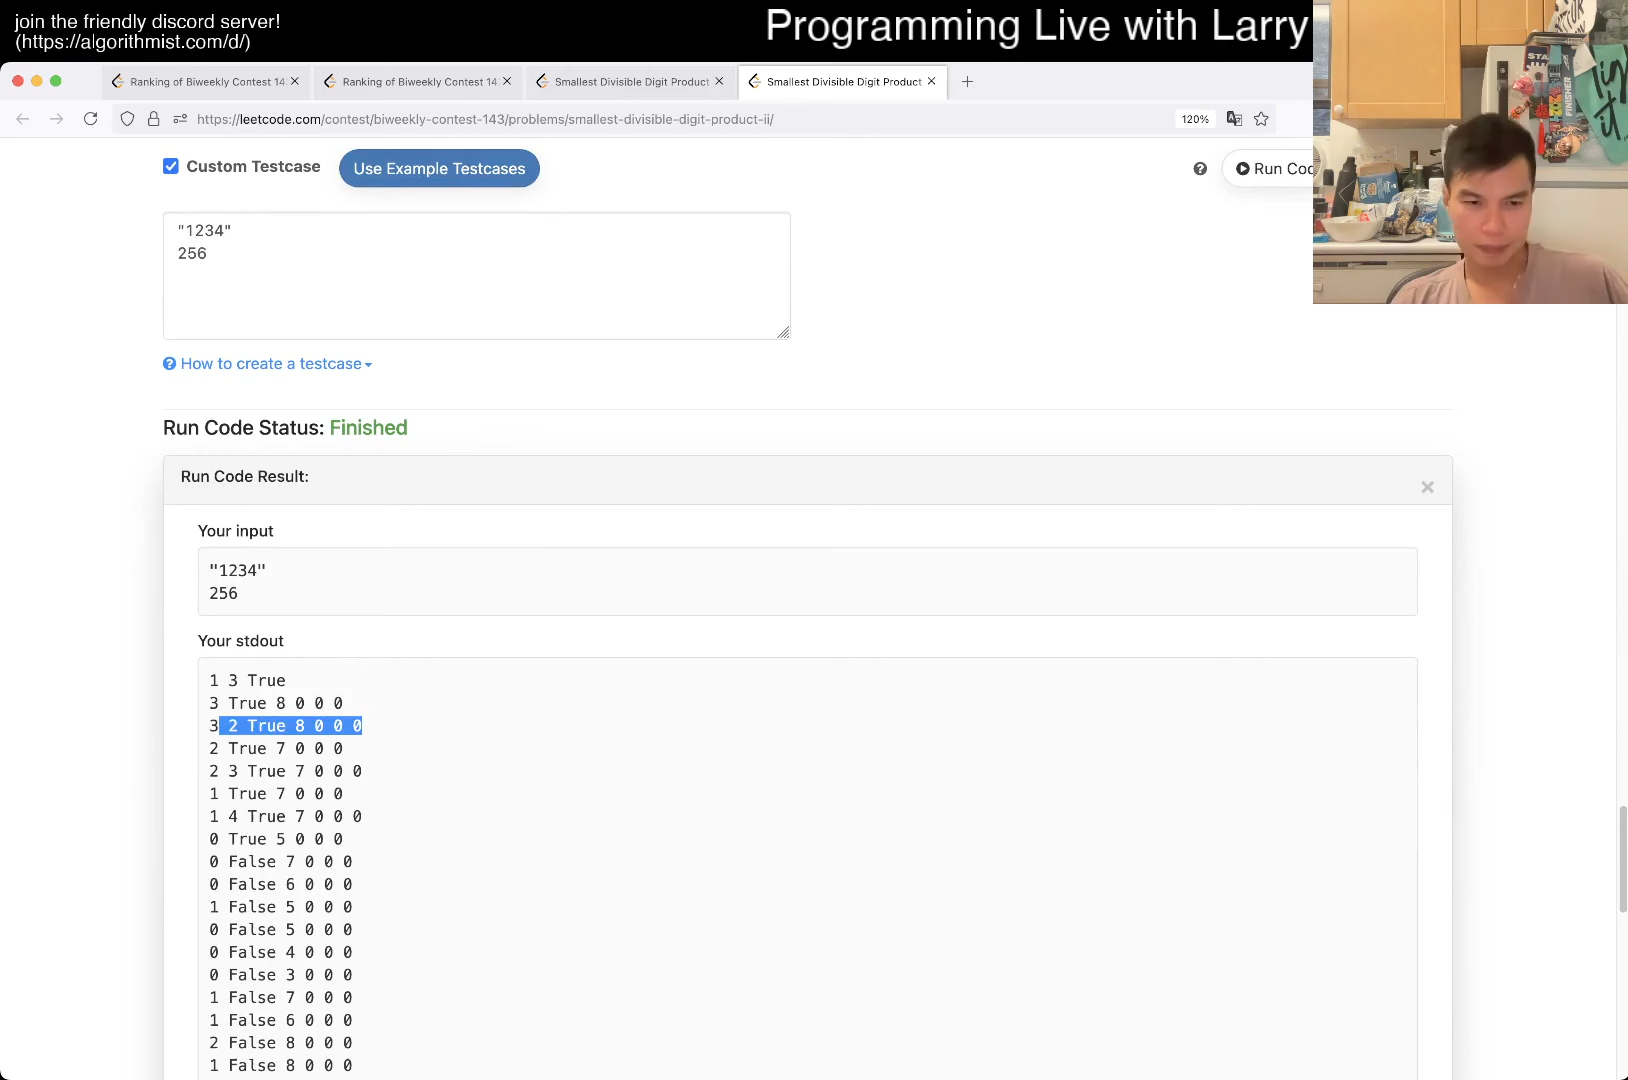 join the friendly discord server!
(https://algorithmist.com/d/)
Programming Live with Larry
Ranking of Biweekly Contest 14
Ranking of Biweekly Contest 14
Smallest Divisible Digit Product
Smallest Divisible Digit Product
https://leetcode.com/contest/biweekly-contest-143/problems/smallest-divisible-digit-product-ii/
120%
Custom Testcase
Use Example Testcases
Run Cod
"1234"
256
How to create a testcase
Run Code Status: Finished
Run Code Result:
Your input
"1234"
256
Your stdout
1 3 True
3 True 8 0 0 0
3 2 True 8 0 0 0
2 True 7 0 0 0
2 3 True 7 0 0 0
1 True 7 0 0 0
1 4 True 7 0 0 0
0 True 5 0 0 0
0 False 7 0 0 0
0 False 6 0 0 0
1 False 5 0 0 0
0 False 5 0 0 0
0 False 4 0 0 0
0 False 3 0 0 0
1 False 7 0 0 0
1 False 6 0 0 0
2 False 8 0 0 0
1 False 8 0 0 0